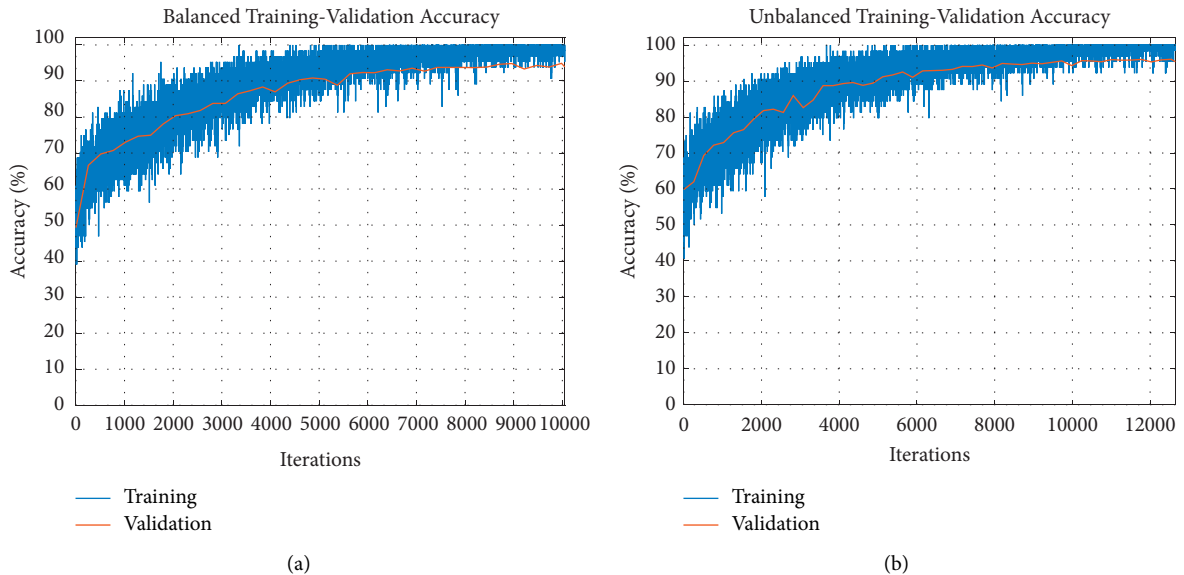 Balanced Training-Validation Accuracy
100
90
80
70
60
50
40
30
20
10
0
Accuracy (%)
0 1000 2000 3000 4000 5000 6000 7000 8000 9000 10000
Iterations
Training
Validation
(a)
Unbalanced Training-Validation Accuracy
100
90
80
70
60
50
40
30
20
10
0
Accuracy (%)
0 2000 4000 6000 8000 10000 12000
Iterations
Training
Validation
(b)